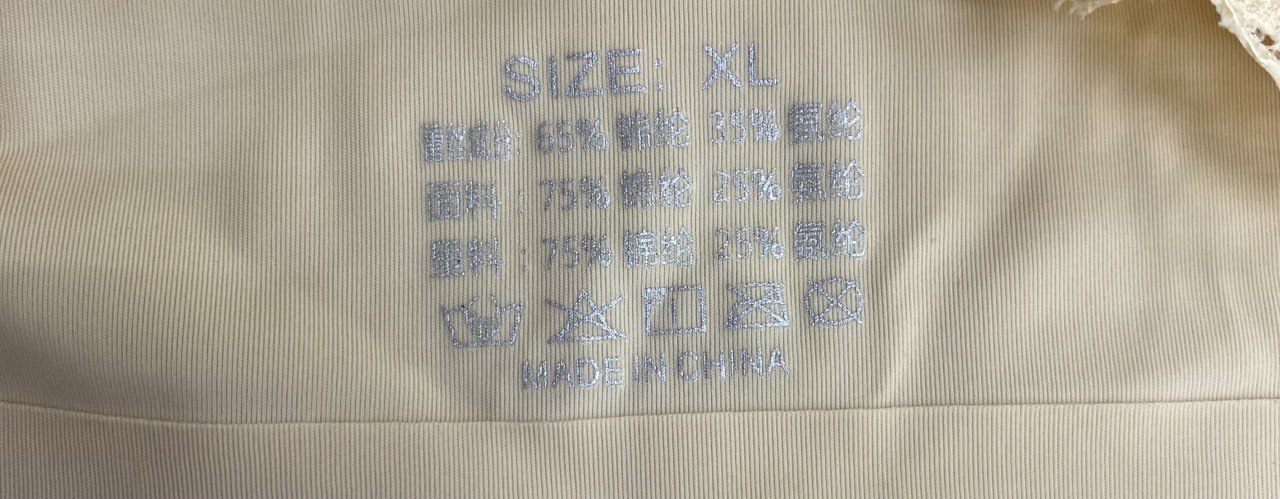 SIZE: XL
65% 锦纶 35% 氨纶
面料:75% 锦纶 25% 氨纶
里料:75% 锦纶 25% 氨纶
MADE IN CHINA